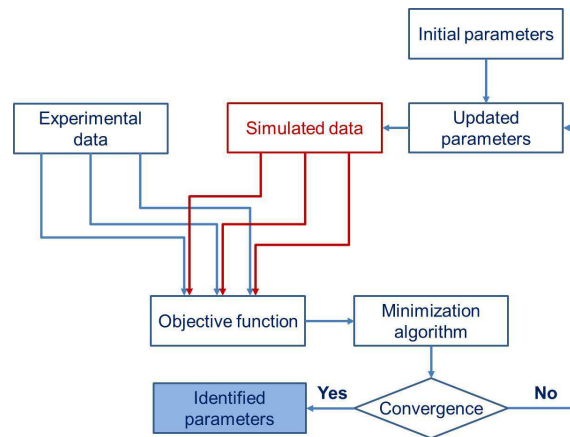 Initial parameters
Experimental
data
Simulated data
Updated
parameters
Objective function
Minimization
algorithm
Identified
parameters
Yes
Convergence
No